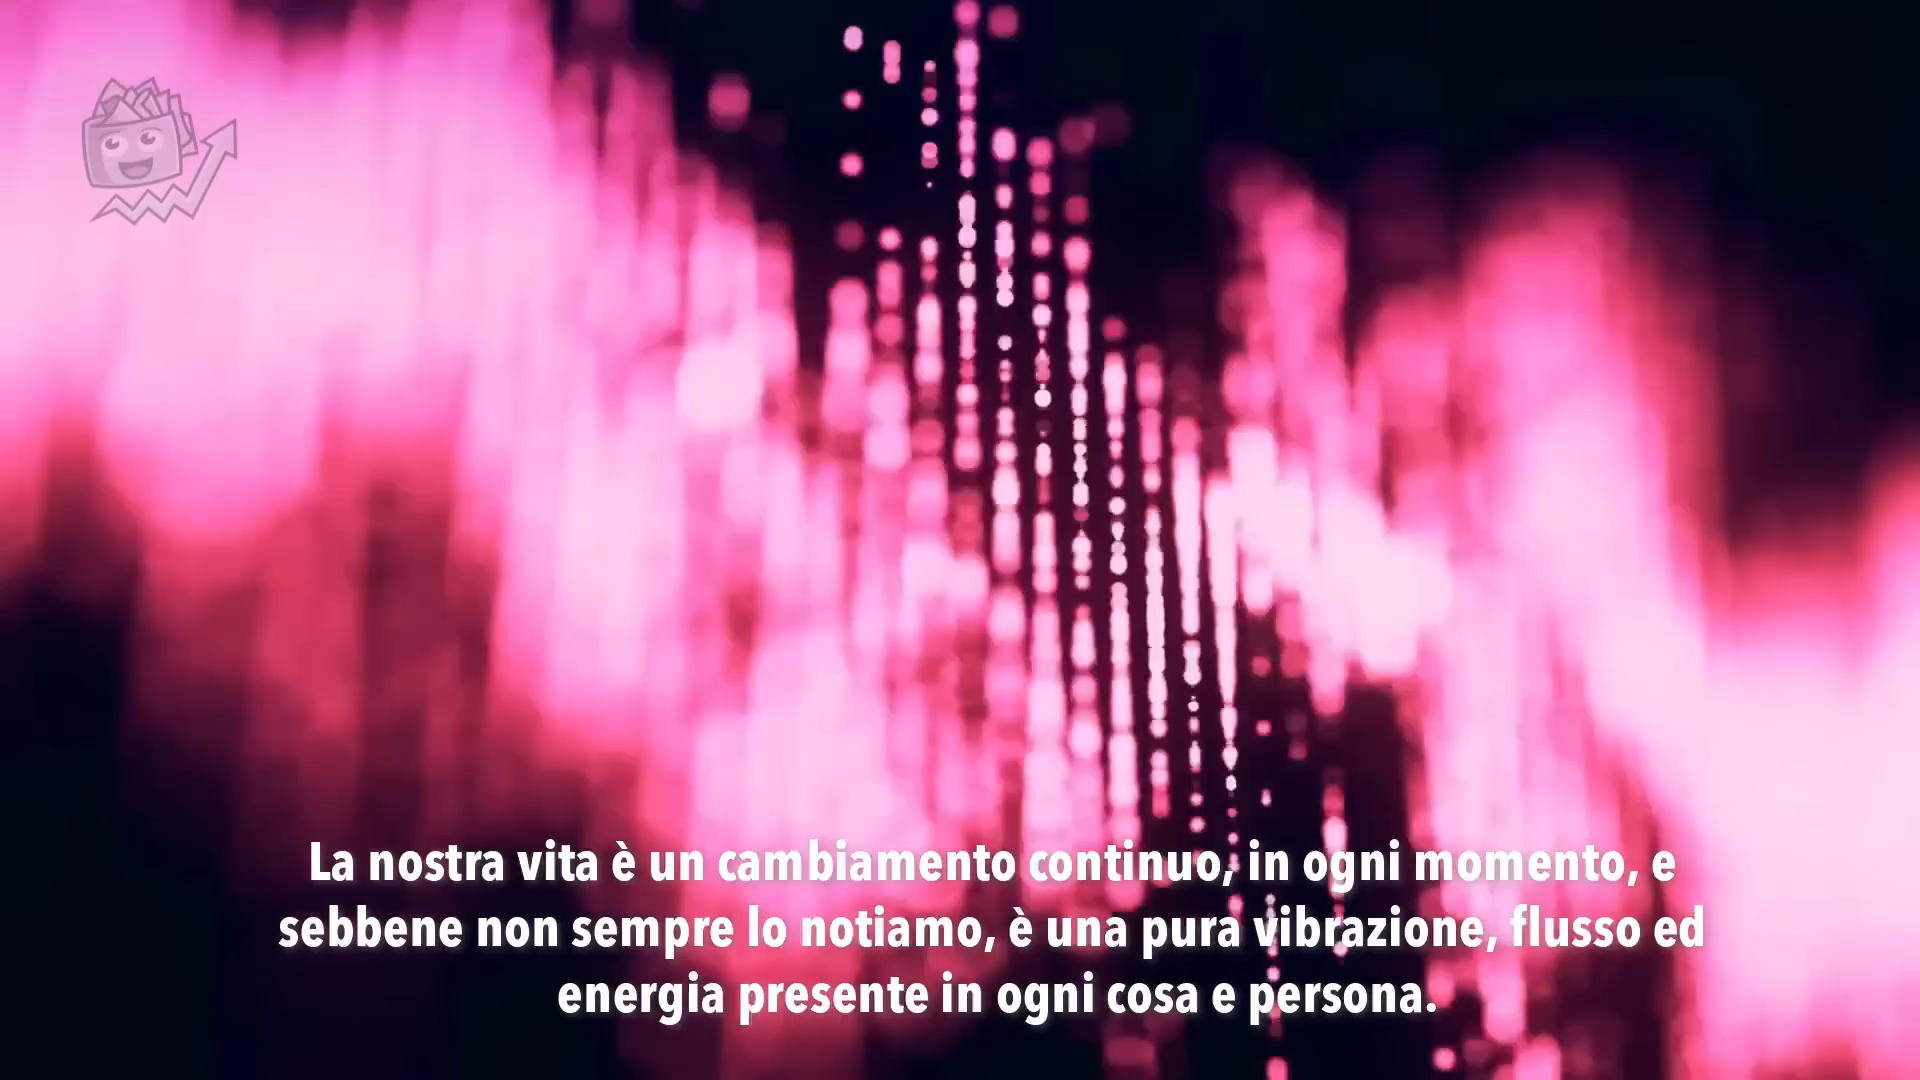 La nostra vita è un cambiamento continuo, in ogni momento, e
sebbene non sempre lo notiamo, è una pura vibrazione, flusso ed
energia presente in ogni cosa e persona.